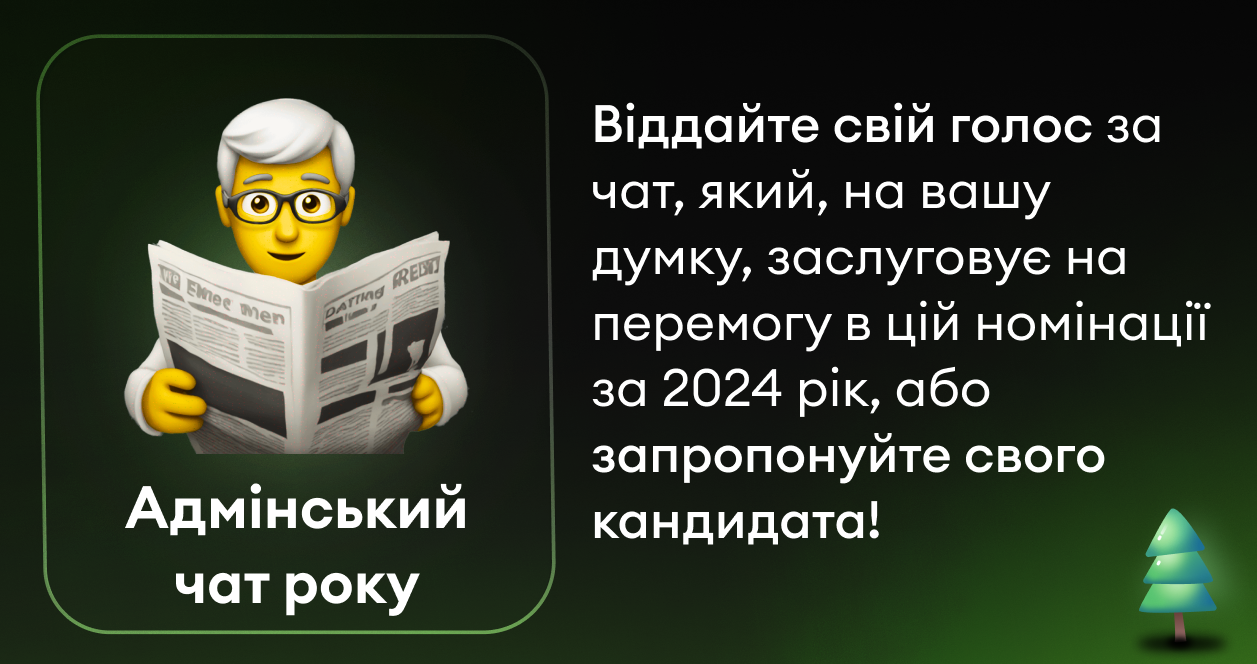 Адмінський
чат року
Віддайте свій голос за
чат, який, на вашу
думку, заслуговує на
перемогу в цій номінації
за 2024 рік, або
запропонуйте свого
кандидата!